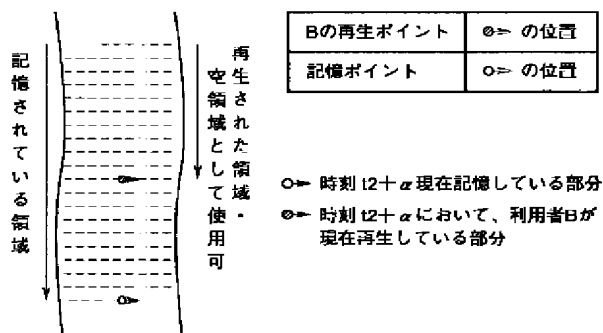 記憶されている領域
再生された領域・
空領域として使用可
Bの再生ポイント
の位置
記憶ポイント
の位置
時刻 t2+α現在記憶している部分
時刻 t2+αにおいて、利用者Bが
現在再生している部分